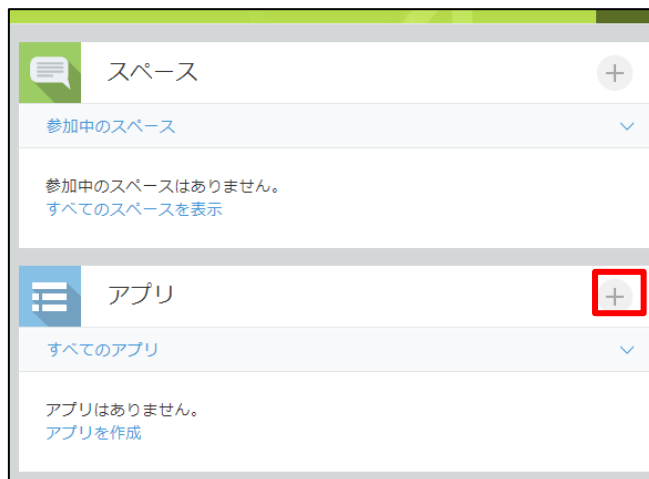 スペース
参加中のスペース
参加中のスペースはありません。
すべてのスペースを表示
アプリ
すべてのアプリ
アプリはありません。
アプリを作成